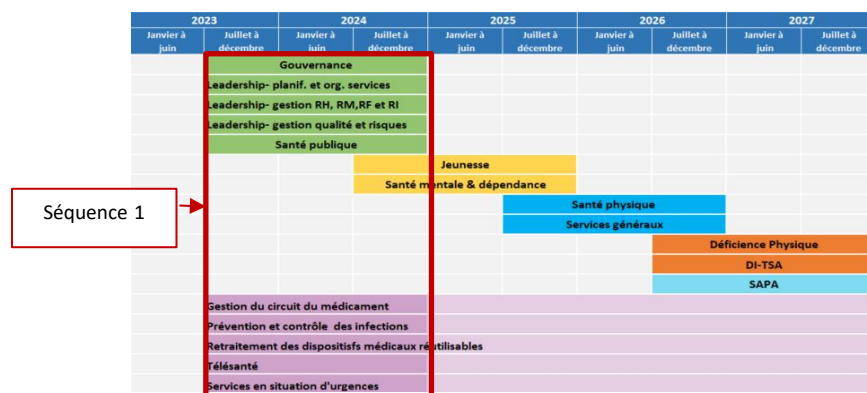 2023 2024 2025 2026 2027
Janvier à juin Juillet à décembre Janvier à juin Juillet à décembre Janvier à juin Juillet à décembre Janvier à juin Juillet à décembre Janvier à juin Juillet à décembre
Gouvernance
Leadership- planif. et org. services
Leadership- gestion RH, RM,RF et RI
Leadership- gestion qualité et risques
Santé publique
Jeunesse
Santé mentale & dépendance
Séquence 1
Santé physique
Services généraux
Déficience Physique
DI-TSA
SAPA
Gestion du circuit du médicament
Prévention et contrôle des infections
Retraitement des dispositisfs médicaux réutilisables
Télésanté
Services en situation d'urgences